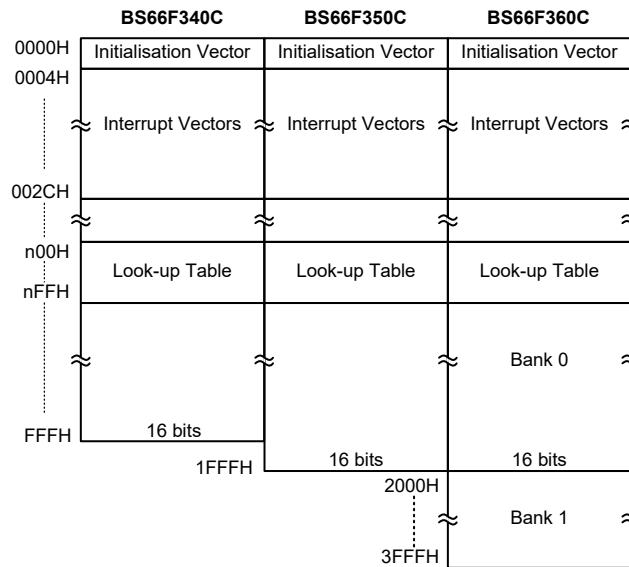 BS66F340C BS66F350C BS66F360C
0000H Initialisation Vector Initialisation Vector Initialisation Vector
0004H
Interrupt Vectors Interrupt Vectors Interrupt Vectors
002CH
n00H
Look-up Table Look-up Table Look-up Table
nFFH
Bank 0
FFFH 16 bits
1FFFH 16 bits 16 bits
2000H
Bank 1
3FFFH